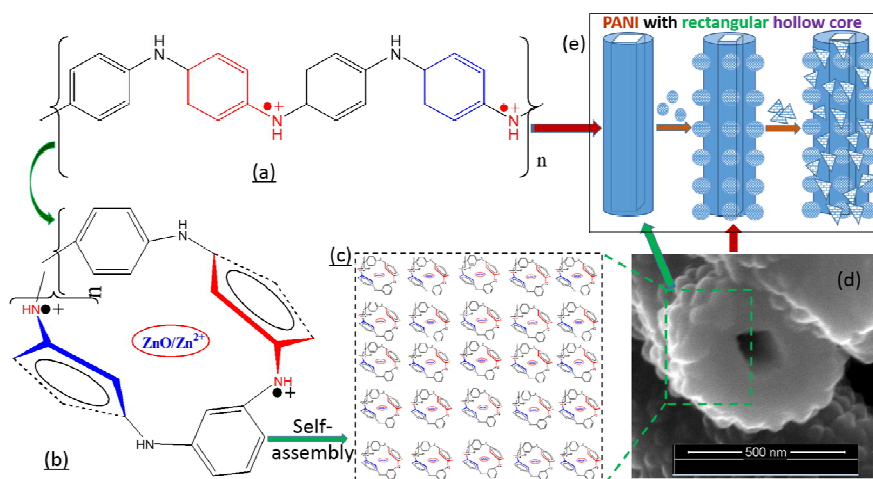 PANI with rectangular hollow core
(e)
H
N
H
N
N
H
•+
N
H
•+
n
(a)
H
N
n
HN•+
ZnO/Zn2+
NH
•+
HN
(b)
Self-
assembly
(c)
(d)
500 nm